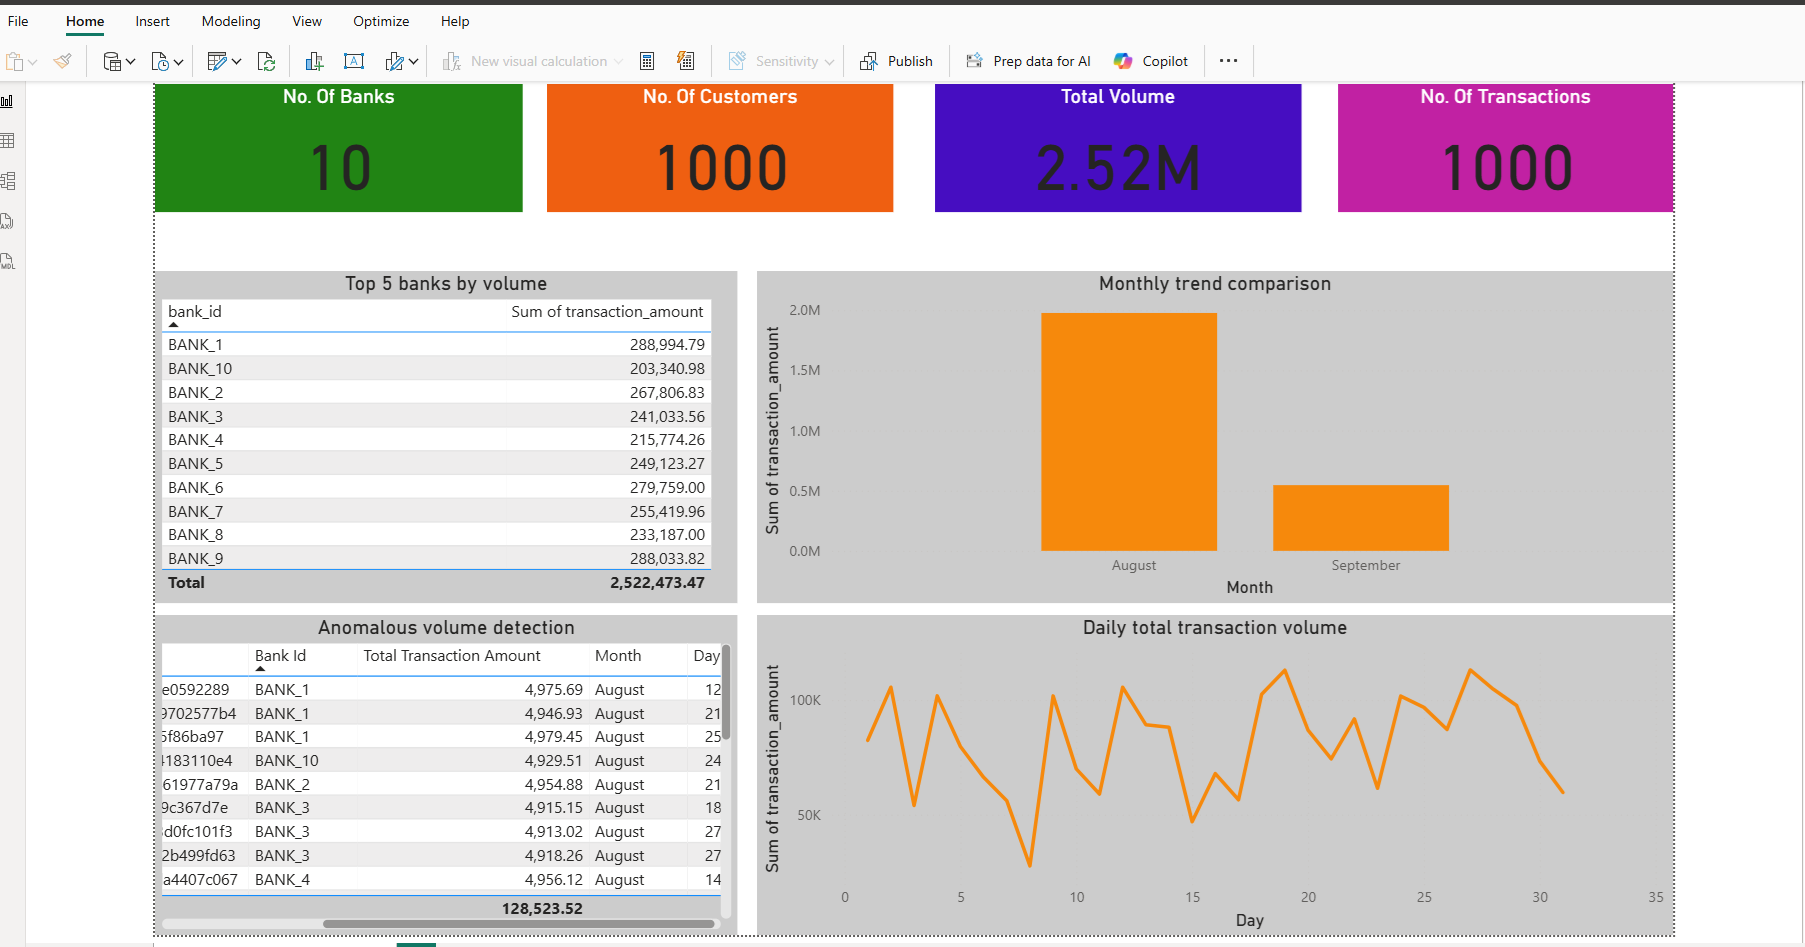 File Home Insert Modeling View Optimize Help
New visual calculation Sensitivity Publish Prep data for AI Copilot
No. Of Banks
10
No. Of Customers
1000
Total Volume
2.52M
No. Of Transactions
1000
Top 5 banks by volume
bank_id Sum of transaction_amount
BANK_1 288,994.79
BANK_10 203,340.98
BANK_2 267,806.83
BANK_3 241,033.56
BANK_4 215,774.26
BANK_5 249,123.27
BANK_6 279,759.00
BANK_7 255,419.96
BANK_8 233,187.00
BANK_9 288,033.82
Total 2,522,473.47
Monthly trend comparison
Sum of transaction_amount
2.0M
1.5M
1.0M
0.5M
0.0M
August September
Month
Anomalous volume detection
Bank Id Total Transaction Amount Month Day
e0592289 BANK_1 4,975.69 August 12
9702577b4 BANK_1 4,946.93 August 21
5f86ba97 BANK_1 4,979.45 August 25
4183110e4 BANK_10 4,929.51 August 24
61977a79a BANK_2 4,954.88 August 21
9c367d7e BANK_3 4,915.15 August 18
d0fc101f3 BANK_3 4,913.02 August 27
2b499fd63 BANK_3 4,918.26 August 27
a4407c067 BANK_4 4,956.12 August 14
128,523.52
Daily total transaction volume
Sum of transaction_amount
100K
50K
0 5 10 15 20 25 30 35
Day